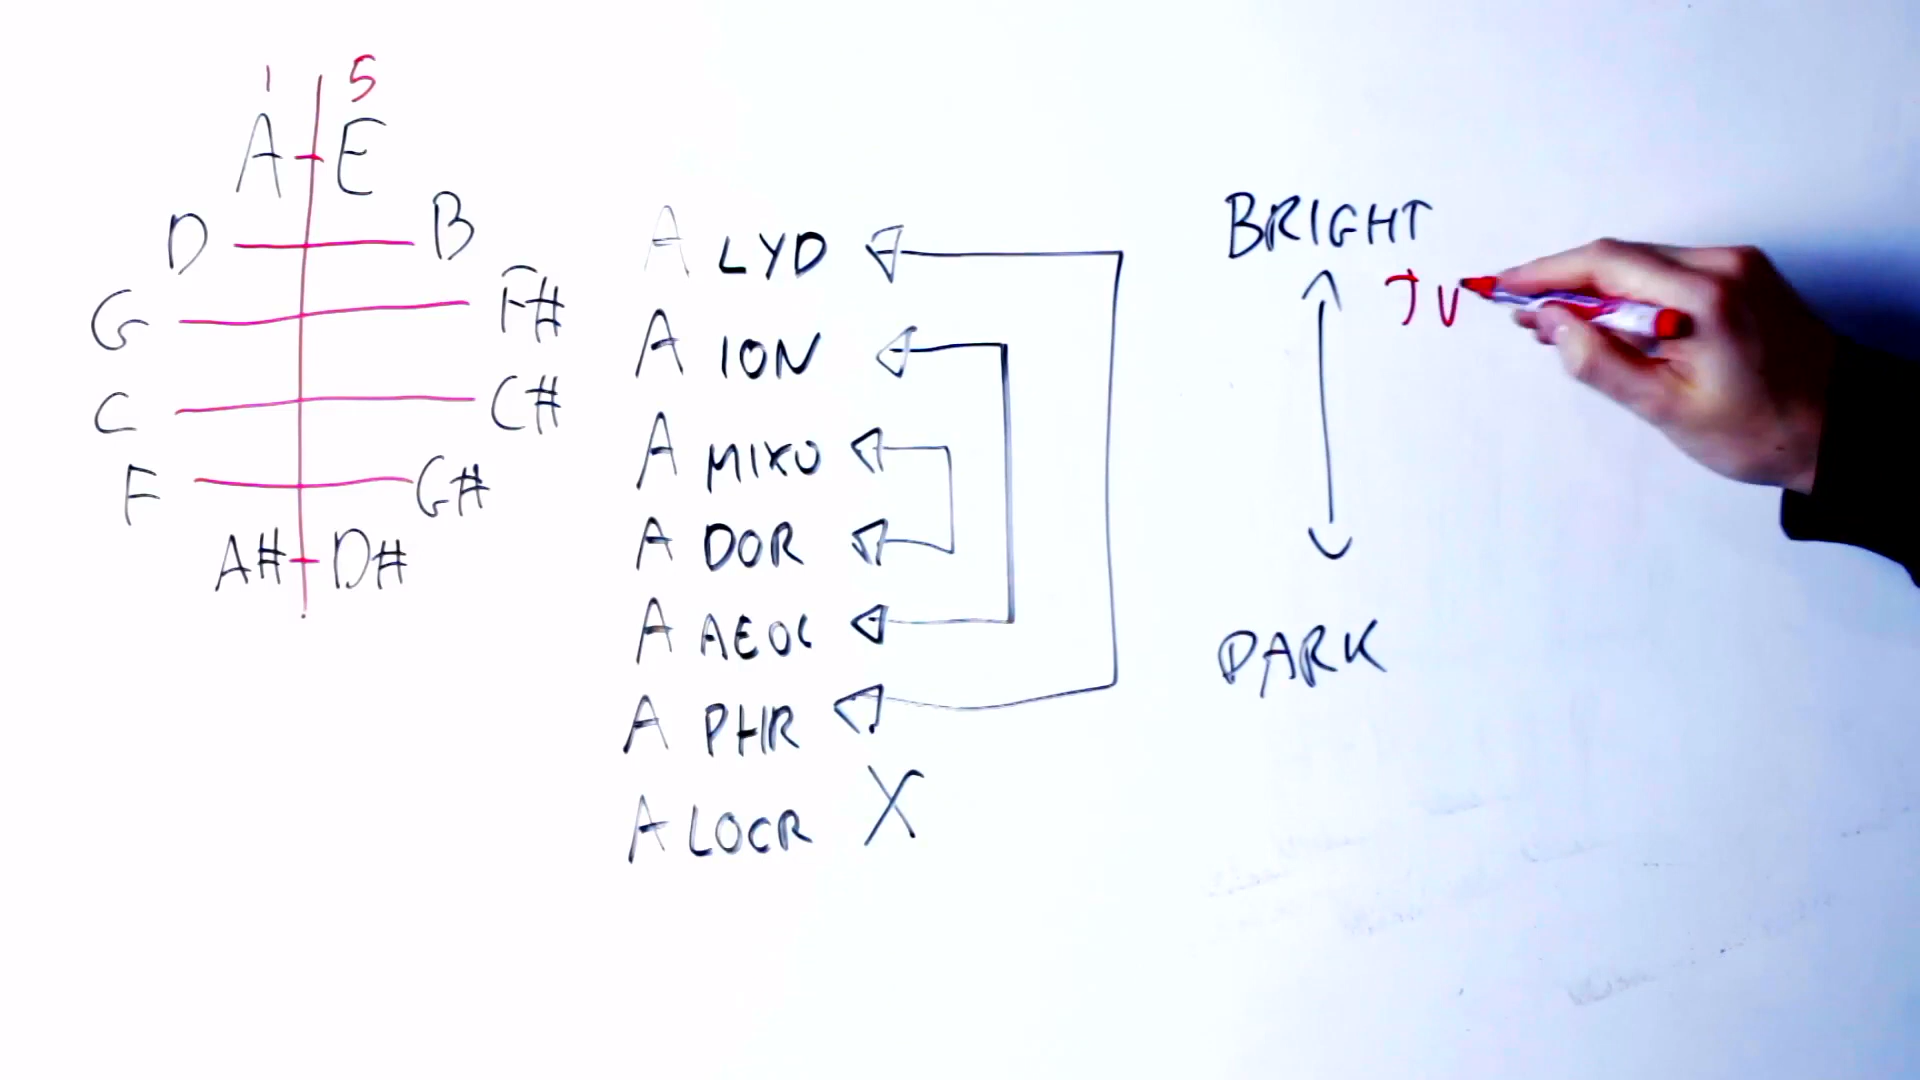 1 5
A E
D B
G F#
C C#
F G#
A# D#
A LYD
A ION
A MIXO
A DOR
A AEOL
A PHR
A LOCR X
BRIGHT
DARK